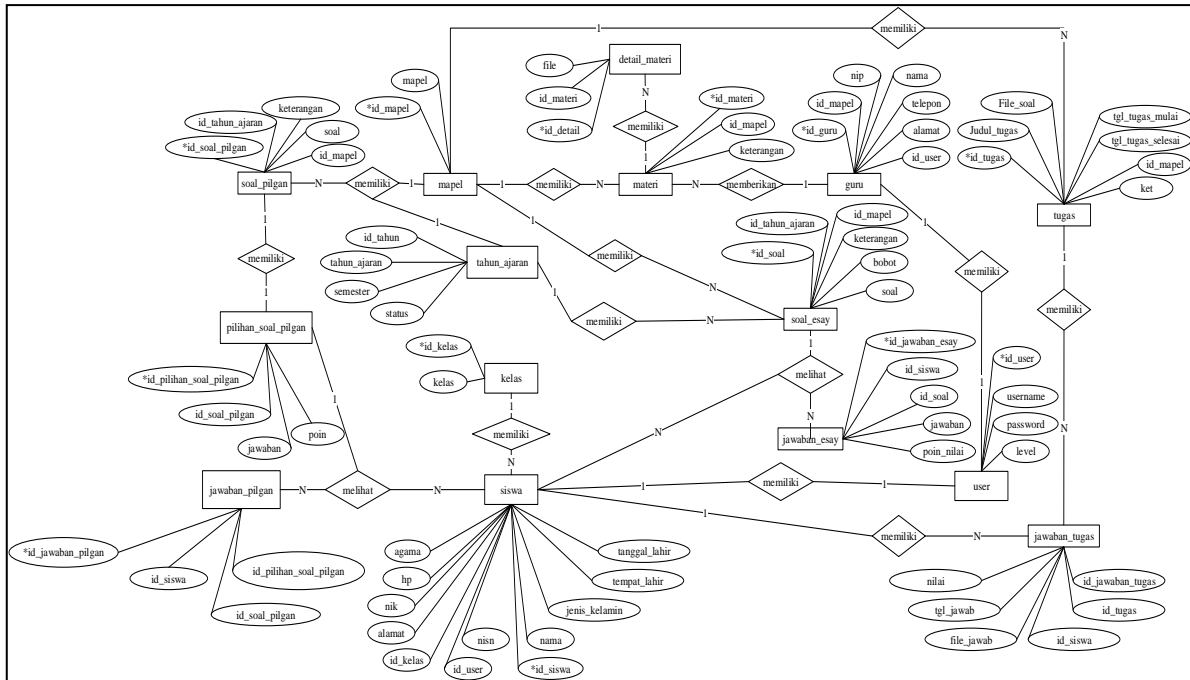 memiliki
1
N
file
detail_materi
id_materi
*id_detail
N
memiliki
1
mapel
*id_mapel
*id_materi
id_mapel
keterangan
nip
nama
id_mapel
telepon
*id_guru
alamat
id_user
File_soal
tgl_tugas_mulai
Judul_tugas
tgl_tugas_selesai
*id_tugas
id_mapel
ket
keterangan
id_tahun_ajaran
soal
*id_soal_pilgan
id_mapel
soal_pilgan
N
memiliki
1
mapel
1
memiliki
N
materi
N
memberikan
1
guru
tugas
1
memiliki
1
1
id_tahun
tahun_ajaran
tahun_ajaran
semester
status
1
memiliki
N
1
memiliki
N
id_tahun_ajaran
id_mapel
*id_soal
keterangan
bobot
soal
soal_esay
1
memiliki
1
1
memiliki
N
pilihan_soal_pilgan
*id_pilihan_soal_pilgan
id_soal_pilgan
jawaban
poin
1
*id_kelas
kelas
kelas
1
memiliki
N
1
melihat
N
N
jawaban_esay
*id_jawaban_esay
id_siswa
id_soal
jawaban
poin_nilai
*id_user
username
password
level
user
jawaban_pilgan
N
melihat
N
siswa
1
memiliki
1
1
memiliki
N
jawaban_tugas
*id_jawaban_pilgan
id_siswa
id_pilihan_soal_pilgan
id_soal_pilgan
agama
hp
nik
alamat
id_kelas
id_user
nisn
*id_siswa
nama
jenis_kelamin
tempat_lahir
tanggal_lahir
nilai
tgl_jawab
file_jawab
id_siswa
id_tugas
id_jawaban_tugas